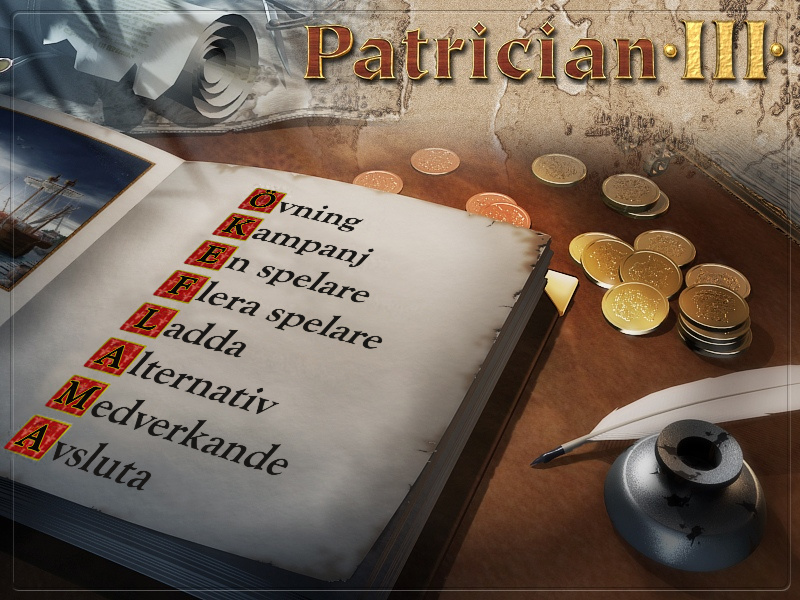 Patrician·III·
Övning
Kampanj
En spelare
Flera spelare
Ladda
Alternativ
Medverkande
Avsluta